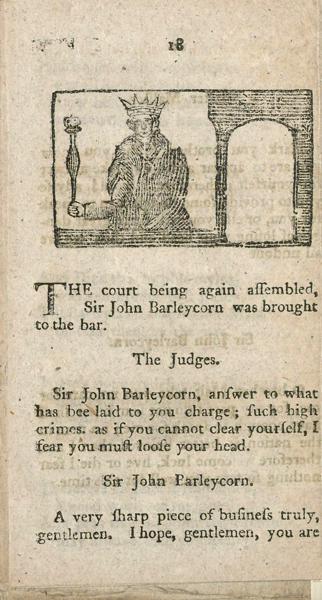 18
THE court being again aſſembled,
Sir John Barleycorn was brought
to the bar.
The Judges.
Sir John Barleycorn, anſwer to what
has bee laid to you charge; ſuch high
crimes. as if you cannot clear yourſelf, I
fear you muſt looſe your head.
Sir John Parleycorn.
A very ſharp piece of buſineſs truly,
gentlemen. I hope, gentlemen, you are